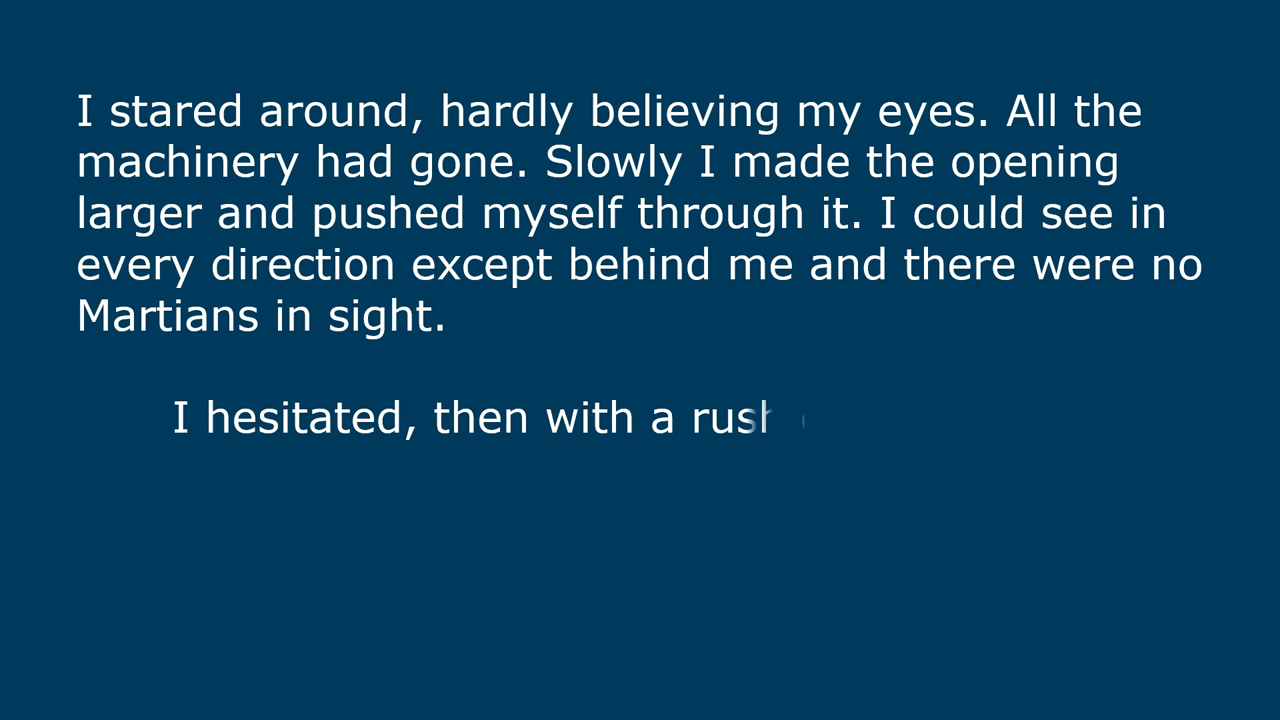 I stared around, hardly believing my eyes. All the
machinery had gone. Slowly I made the opening
larger and pushed myself through it. I could see in
every direction except behind me and there were no
Martians in sight.
I hesitated, then with a rush